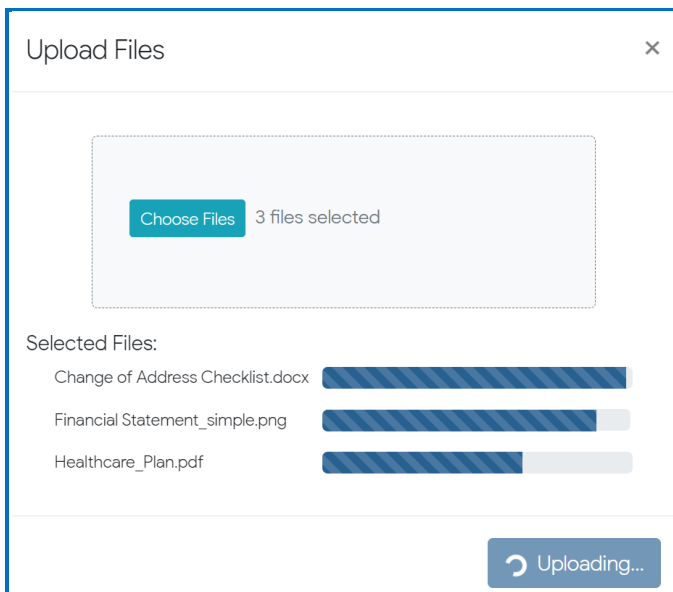 Upload Files
×
Choose Files 3 files selected
Selected Files:
Change of Address Checklist.docx
Financial Statement_simple.png
Healthcare_Plan.pdf
Uploading...